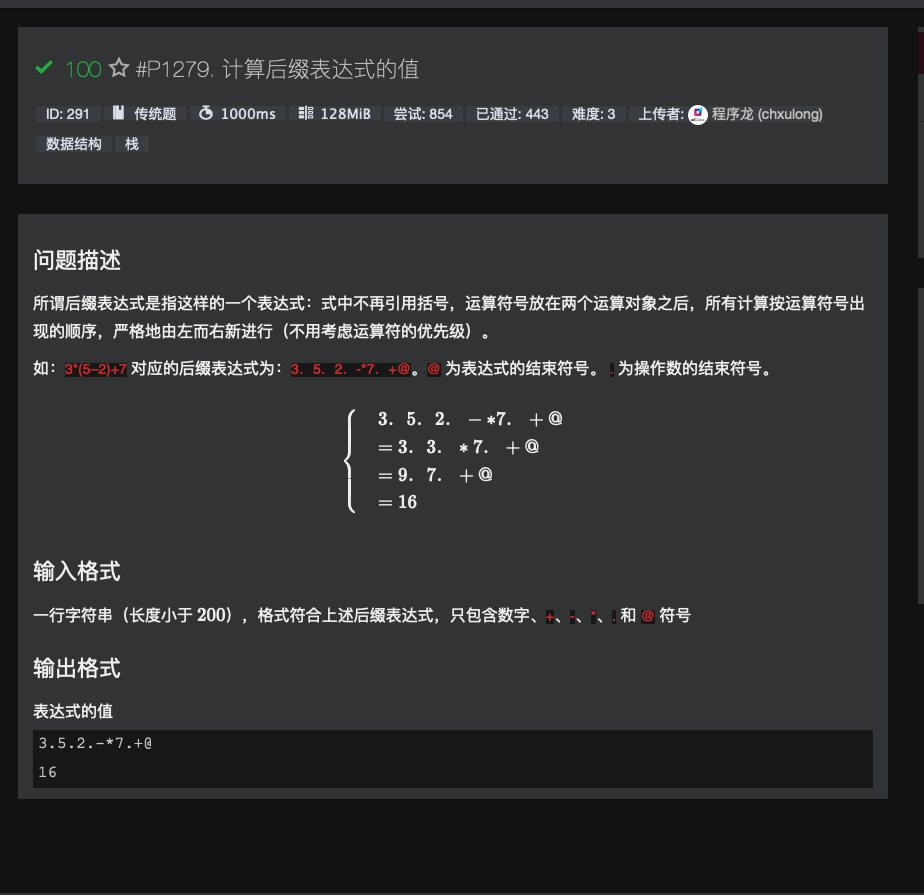 100 #P1279. 计算后缀表达式的值
ID: 291 传统题 1000ms 128MiB 尝试: 854 已通过: 443 难度: 3 上传者: 程序龙 (chxulong)
数据结构 栈
问题描述
所谓后缀表达式是指这样的一个表达式：式中不再引用括号，运算符号放在两个运算对象之后，所有计算按运算符号出
现的顺序，严格地由左而右新进行（不用考虑运算符的优先级）。
如：3*(5–2)+7 对应的后缀表达式为：3. 5. 2. -*7. +@。@ 为表达式的结束符号。. 为操作数的结束符号。
3. 5. 2. −∗7. +@
=3. 3. ∗7. +@
=9. 7. +@
=16
输入格式
一行字符串（长度小于 200），格式符合上述后缀表达式，只包含数字、+、-、*、. 和 @ 符号
输出格式
表达式的值
3.5.2.-*7.+@
16